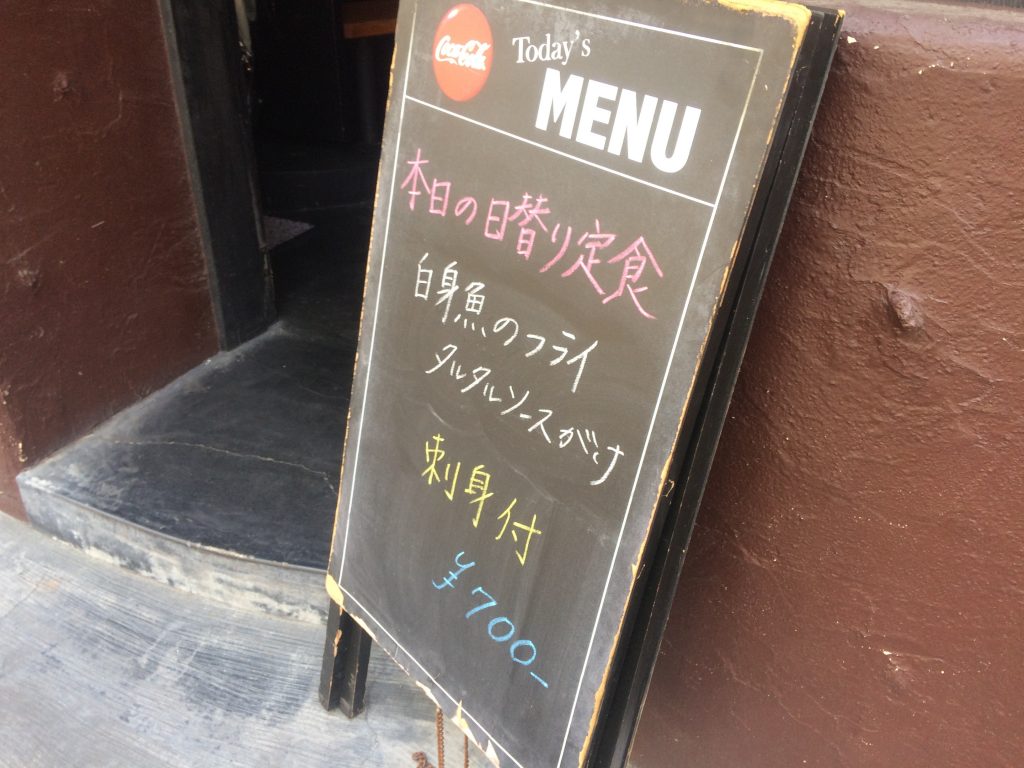 Coca-Cola
Today's
MENU
本日の日替り定食
白身魚のフライ
タルタルソースがけ
刺身付
¥700-